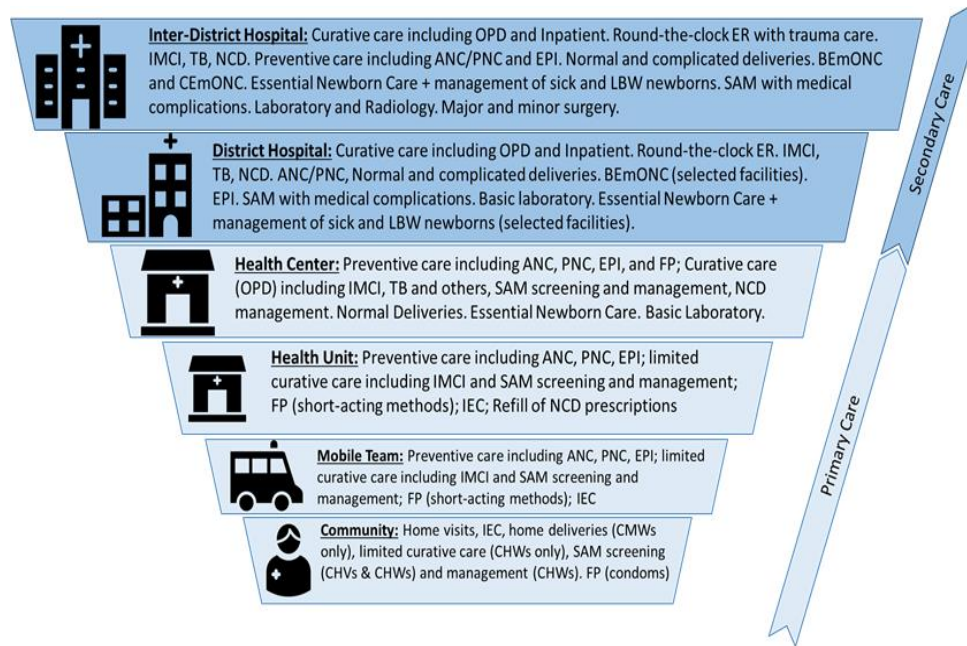 Inter-District Hospital: Curative care including OPD and Inpatient. Round-the-clock ER with trauma care.
IMCI, TB, NCD. Preventive care including ANC/PNC and EPI. Normal and complicated deliveries. BEmONC
and CEmONC. Essential Newborn Care + management of sick and LBW newborns. SAM with medical
complications. Laboratory and Radiology. Major and minor surgery.
District Hospital: Curative care including OPD and Inpatient. Round-the-clock ER. IMCI,
TB, NCD. ANC/PNC, Normal and complicated deliveries. BEmONC (selected facilities).
EPI. SAM with medical complications. Basic laboratory. Essential Newborn Care +
management of sick and LBW newborns (selected facilities).
Secondary Care
Health Center: Preventive care including ANC, PNC, EPI, and FP; Curative care
(OPD) including IMCI, TB and others, SAM screening and management, NCD
management. Normal Deliveries. Essential Newborn Care. Basic Laboratory.
Health Unit: Preventive care including ANC, PNC, EPI; limited
curative care including IMCI and SAM screening and management;
FP (short-acting methods); IEC; Refill of NCD prescriptions
Mobile Team: Preventive care including ANC, PNC, EPI; limited
curative care including IMCI and SAM screening and
management; FP (short-acting methods); IEC
Community: Home visits, IEC, home deliveries (CMWs
only), limited curative care (CHWs only), SAM screening
(CHVs & CHWs) and management (CHWs). FP (condoms)
Primary Care